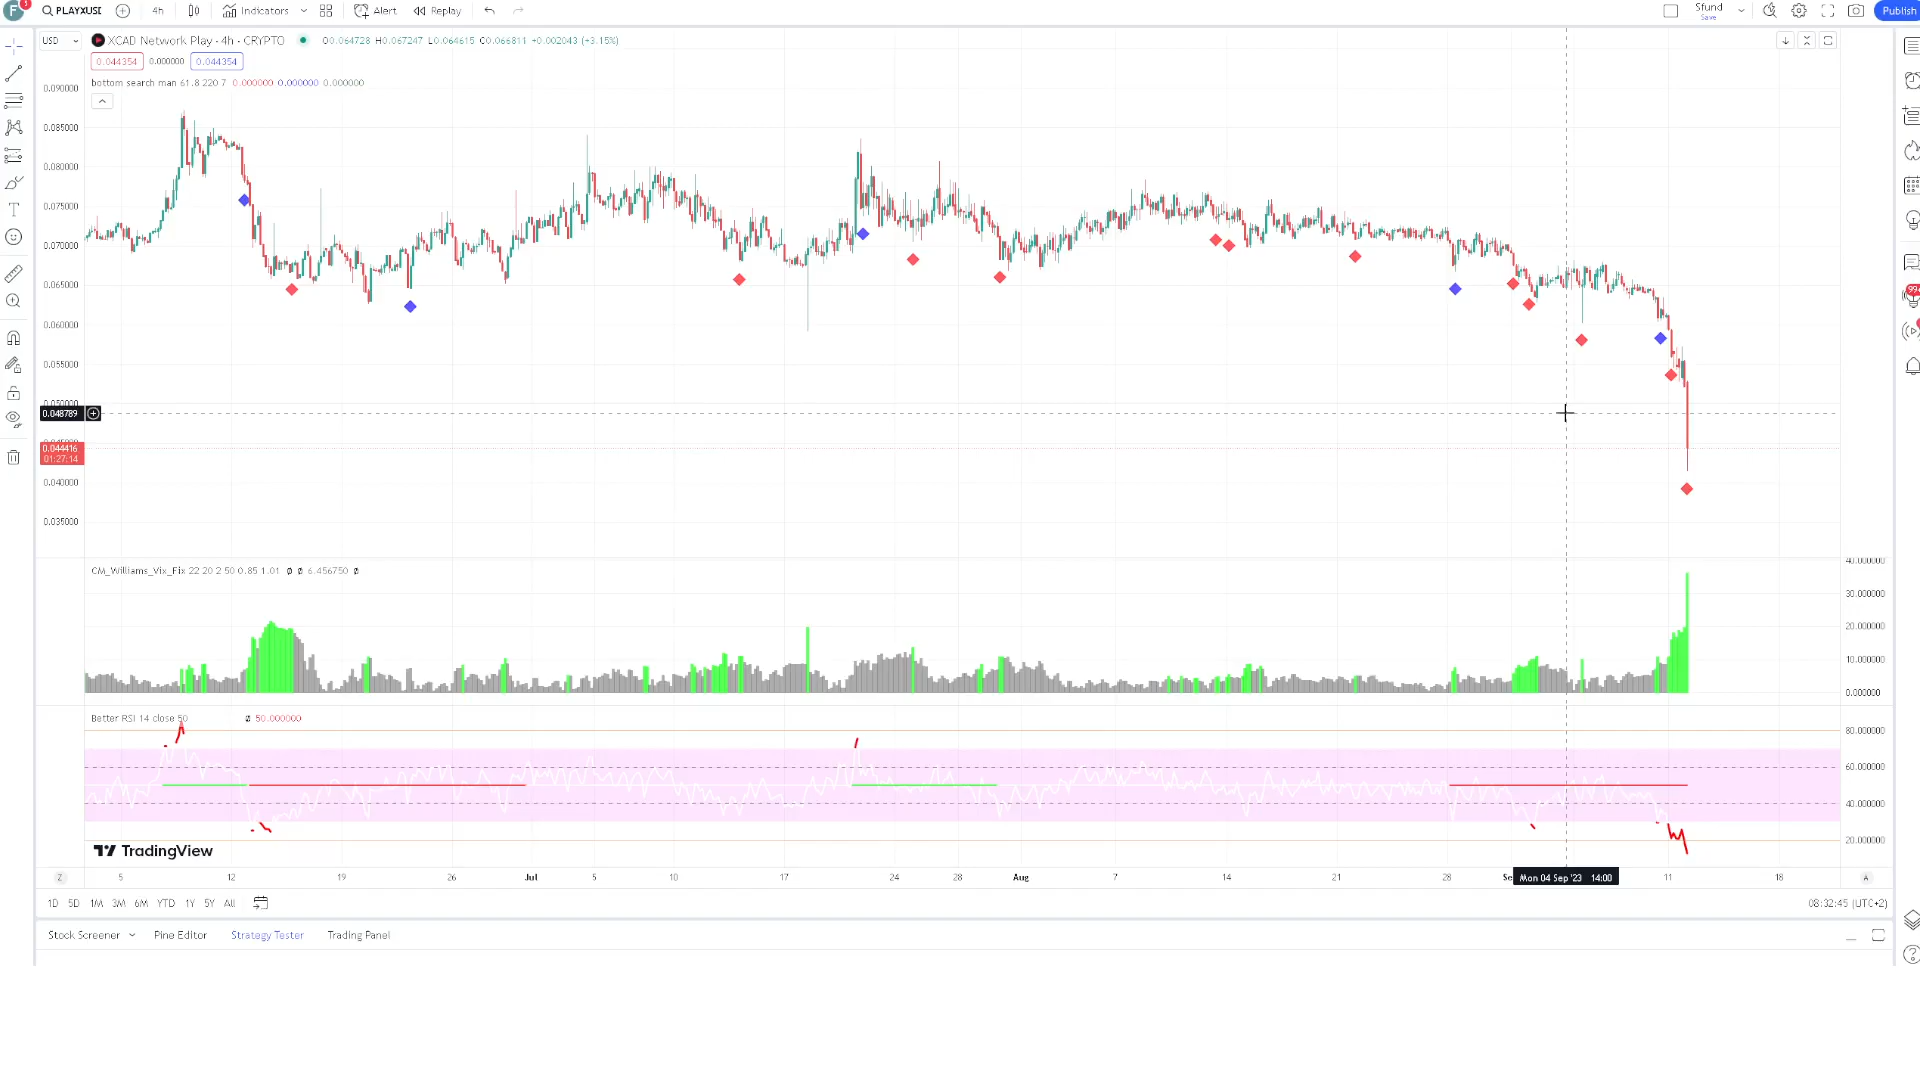 F 3 PLAYXUSI 4h Indicators Alert Replay Sfund Save Publish
USD XCAD Network Play · 4h · CRYPTO O0.064728 H0.067247 L0.064615 C0.066811 +0.002043 (+3.15%)
0.044354 0.000000 0.044354
bottom search man 61.8 220 7 0.000000 0.000000 0.000000
0.090000
0.085000
0.080000
0.075000
0.070000
0.065000
0.060000
0.055000
0.048789
0.044416
01:27:14
0.040000
0.035000
CM_Williams_Vix_Fix 22 20 2 50 0.85 1.01 ∅ ∅ 6.456750 ∅
40.000000
30.000000
20.000000
10.000000
0.000000
Better RSI 14 close 50 ∅ 50.000000
80.000000
60.000000
40.000000
20.000000
TradingView
Z 5 12 19 26 Jul 5 10 17 24 28 Aug 7 14 21 28 Mon 04 Sep '23 14:00 11 18 A
1D 5D 1M 3M 6M YTD 1Y 5Y All 08:32:45 (UTC+2)
Stock Screener Pine Editor Strategy Tester Trading Panel